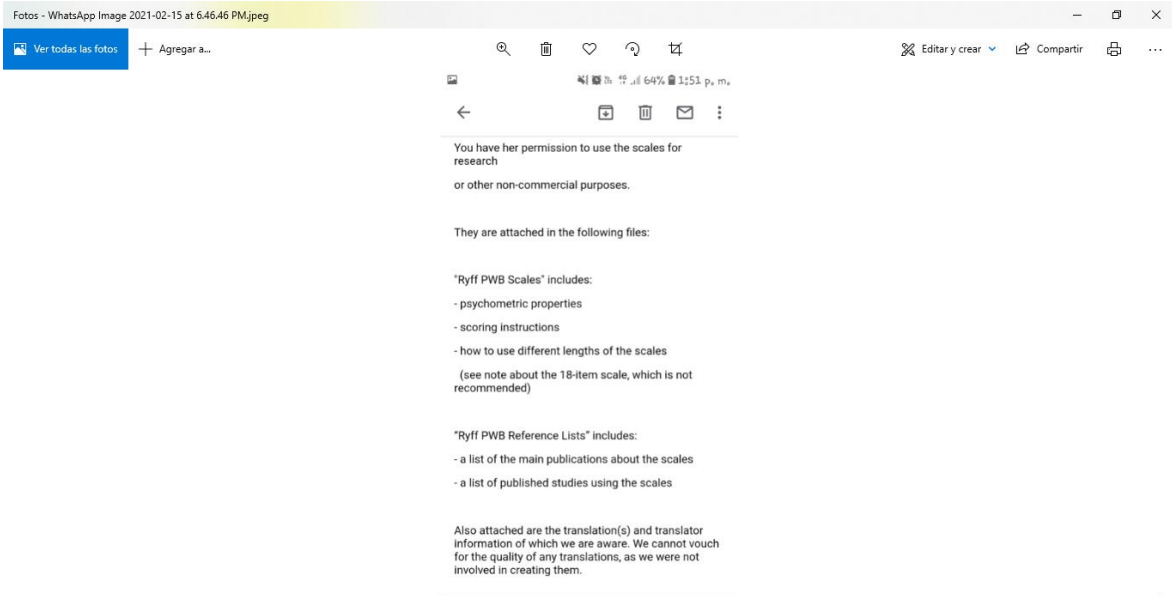 Fotos - WhatsApp Image 2021-02-15 at 6.46.46 PM.jpeg
Ver todas las fotos
Agregar a...
Editar y crear
Compartir
64% 1:51 p. m.
You have her permission to use the scales for
research
or other non-commercial purposes.
They are attached in the following files:
"Ryff PWB Scales" includes:
- psychometric properties
- scoring instructions
- how to use different lengths of the scales
(see note about the 18-item scale, which is not
recommended)
"Ryff PWB Reference Lists" includes:
- a list of the main publications about the scales
- a list of published studies using the scales
Also attached are the translation(s) and translator
information of which we are aware. We cannot vouch
for the quality of any translations, as we were not
involved in creating them.